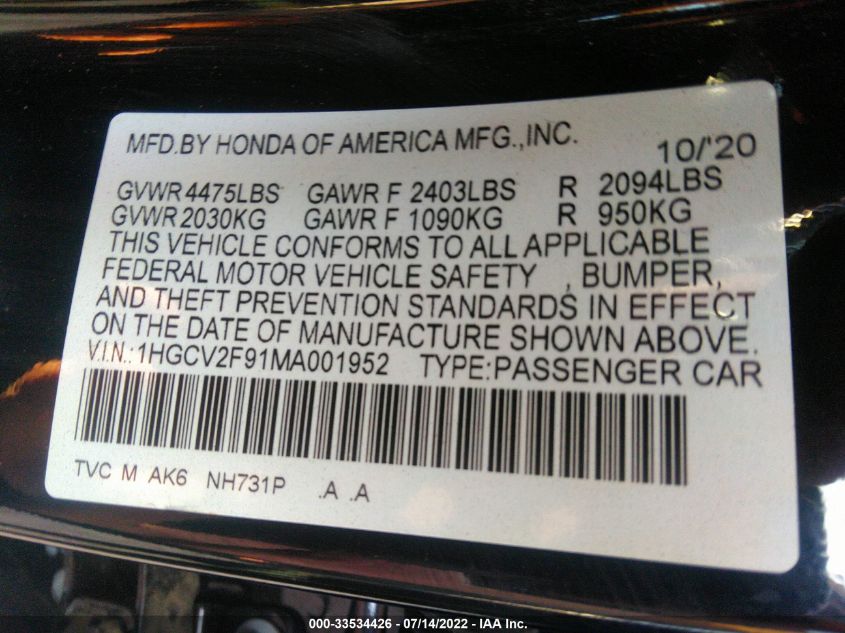 MFD.BY HONDA OF AMERICA MFG.,INC. 10/'20
GVWR 4475LBS GAWR F 2403LBS R 2094LBS
GVWR 2030KG GAWR F 1090KG R 950KG
THIS VEHICLE CONFORMS TO ALL APPLICABLE
FEDERAL MOTOR VEHICLE SAFETY , BUMPER,
AND THEFT PREVENTION STANDARDS IN EFFECT
ON THE DATE OF MANUFACTURE SHOWN ABOVE.
V.I.N.: 1HGCV2F91MA001952 TYPE:PASSENGER CAR
TVC M AK6 NH731P .A .A
000-33534426 - 07/14/2022 - IAA Inc.